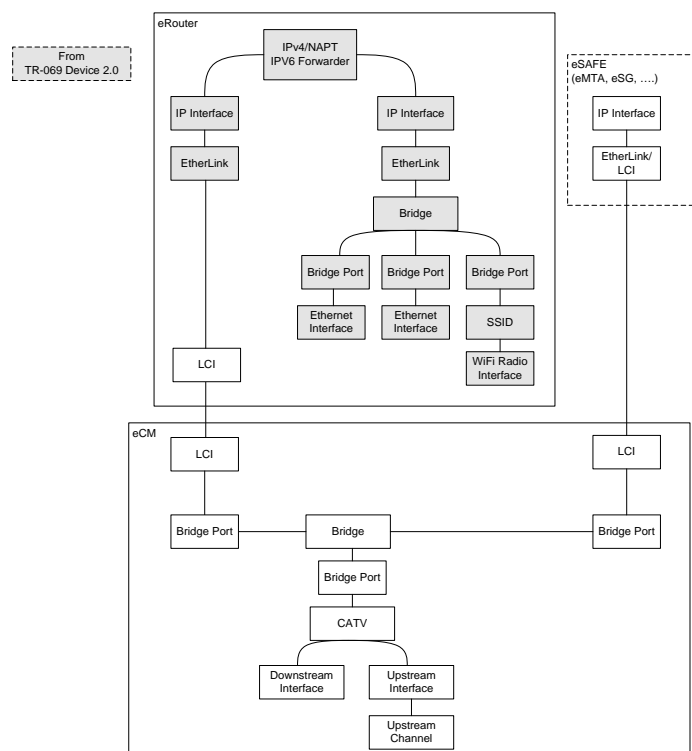 eRouter
From
TR-069 Device 2.0
IPv4/NAPT
IPV6 Forwarder
eSAFE
(eMTA, eSG, ….)
IP Interface
IP Interface
IP Interface
EtherLink
EtherLink
EtherLink/
LCI
Bridge
Bridge Port
Bridge Port
Bridge Port
Ethernet
Interface
Ethernet
Interface
SSID
WiFi Radio
Interface
LCI
eCM
LCI
LCI
Bridge Port
Bridge
Bridge Port
Bridge Port
CATV
Downstream
Interface
Upstream
Interface
Upstream
Channel